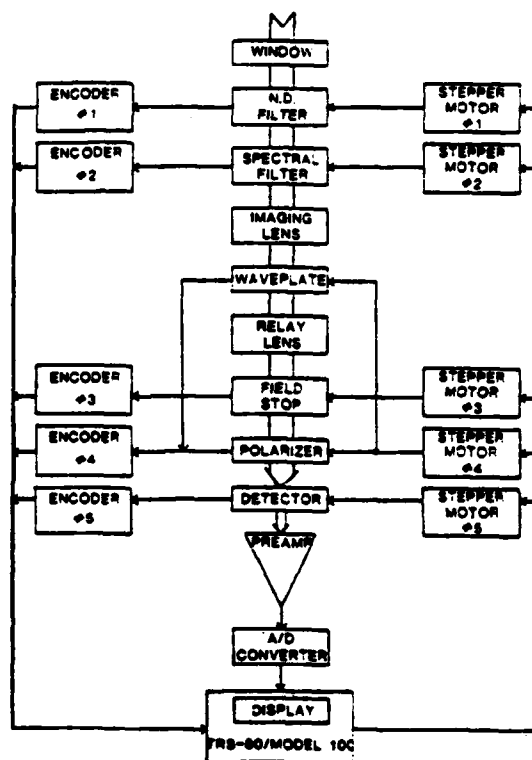 WINDOW
ENCODER
#1
N.D.
FILTER
STEPPER
MOTOR
#1
ENCODER
#2
SPECTRAL
FILTER
STEPPER
MOTOR
#2
IMAGING
LENS
WAVEPLATE
RELAY
LENS
ENCODER
#3
FIELD
STOP
STEPPER
MOTOR
#3
ENCODER
#4
POLARIZER
STEPPER
MOTOR
#4
ENCODER
#5
DETECTOR
STEPPER
MOTOR
#5
PREAMP
A/D
CONVERTER
DISPLAY
TRS-80/MODEL 100